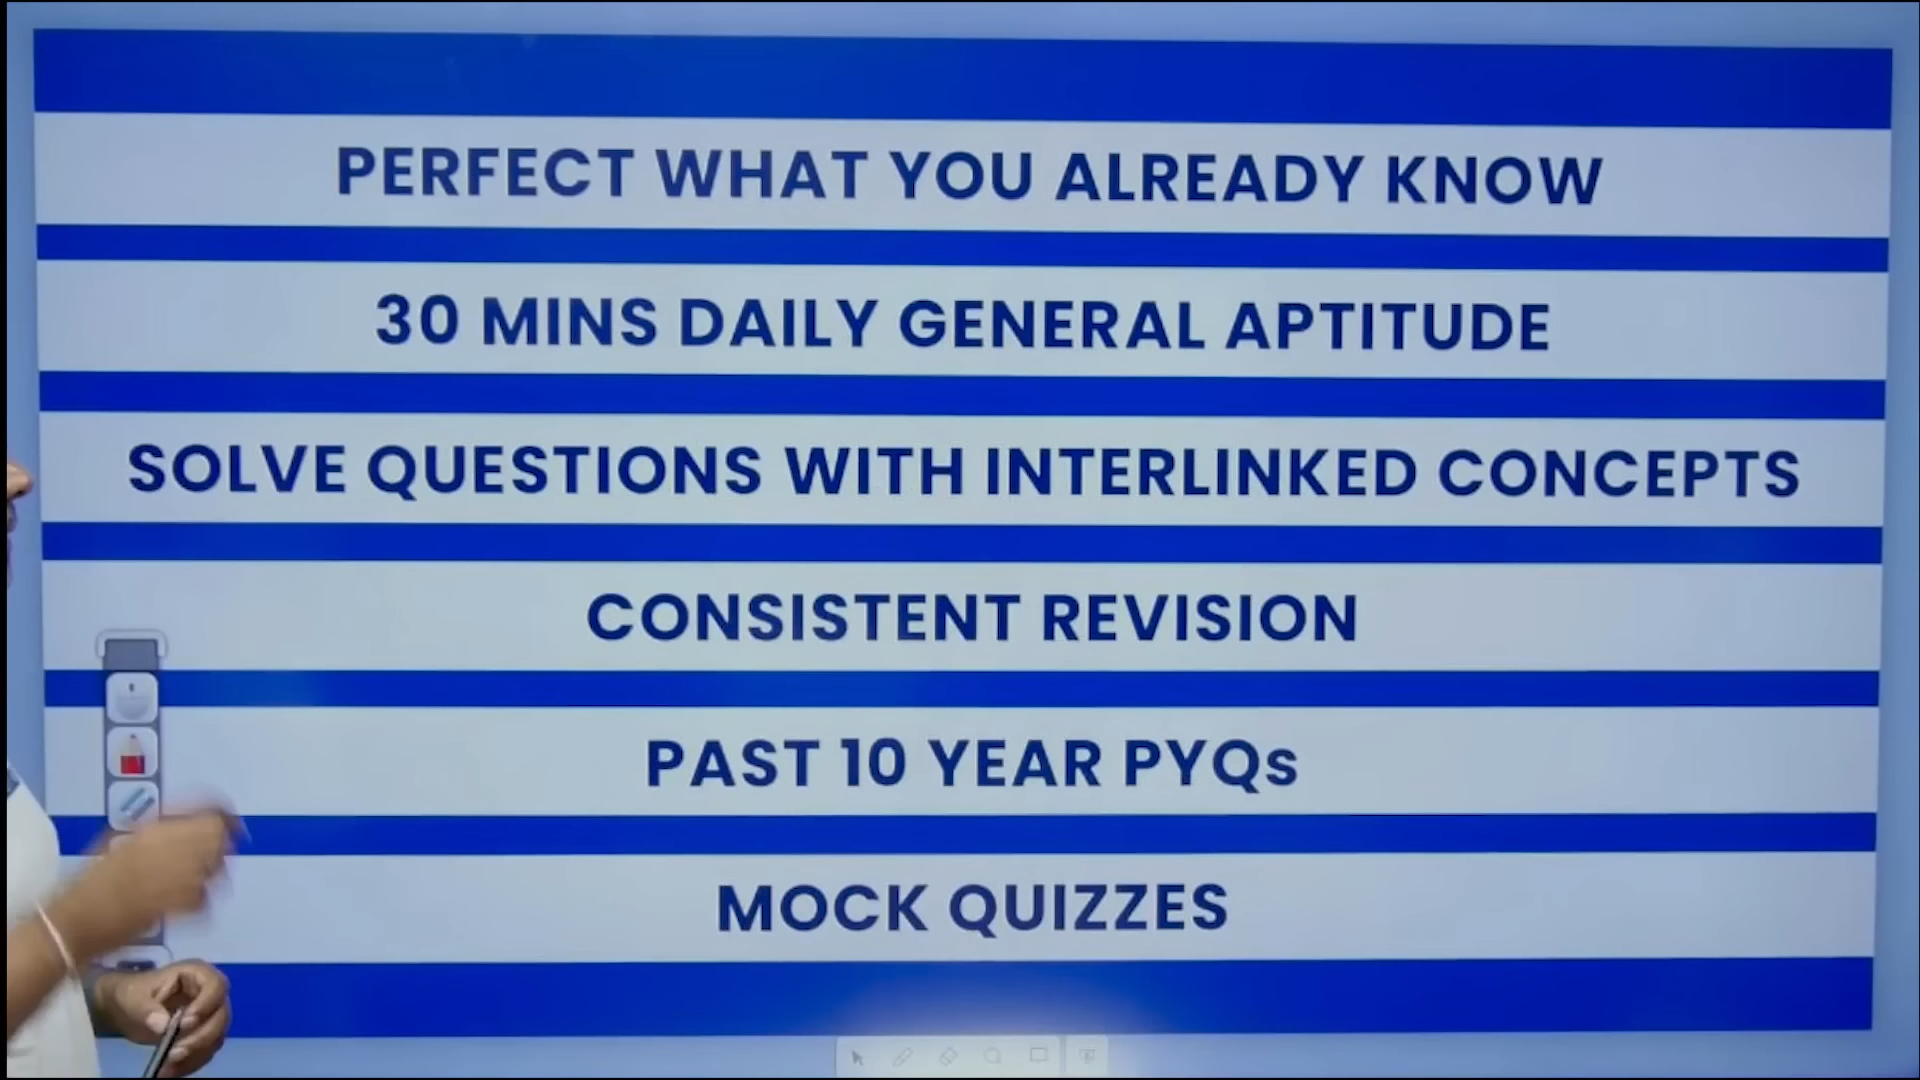 PERFECT WHAT YOU ALREADY KNOW
30 MINS DAILY GENERAL APTITUDE
SOLVE QUESTIONS WITH INTERLINKED CONCEPTS
CONSISTENT REVISION
PAST 10 YEAR PYQs
MOCK QUIZZES